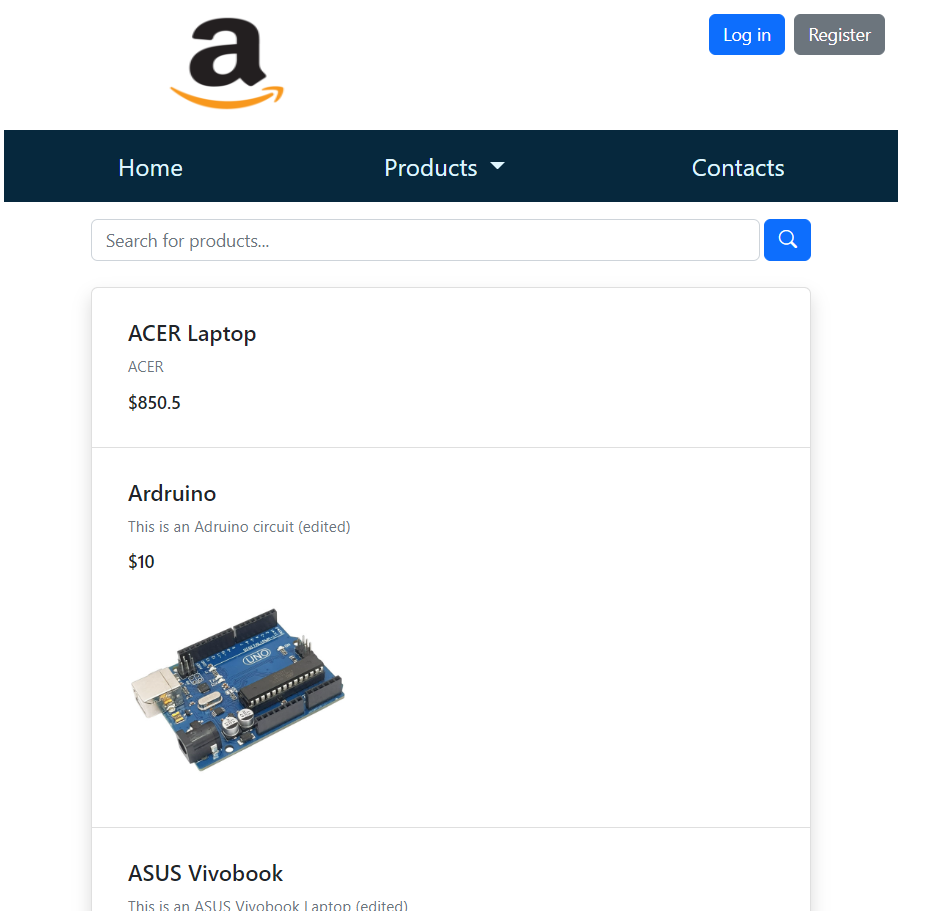 a
Log in
Register
Home
Products
Contacts
Search for products...
ACER Laptop
ACER
$850.5
Ardruino
This is an Adruino circuit (edited)
$10
UNO
ASUS Vivobook
This is an ASUS Vivobook Laptop (edited)